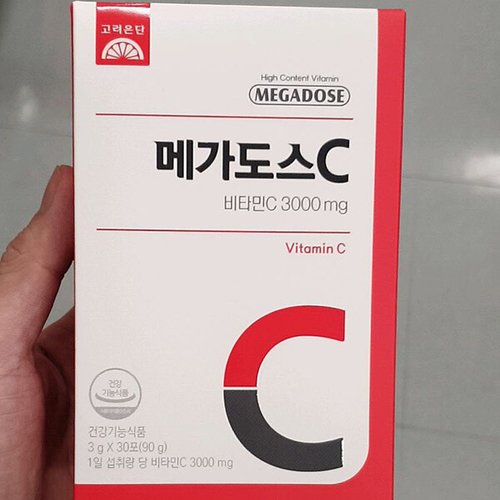 고려은단
High Content Vitamin
MEGADOSE
메가도스C
비타민C 3000 mg
Vitamin C
C
건강
기능식품
건강기능식품
3 g X 30포(90 g)
1일 섭취량 당 비타민C 3000 mg